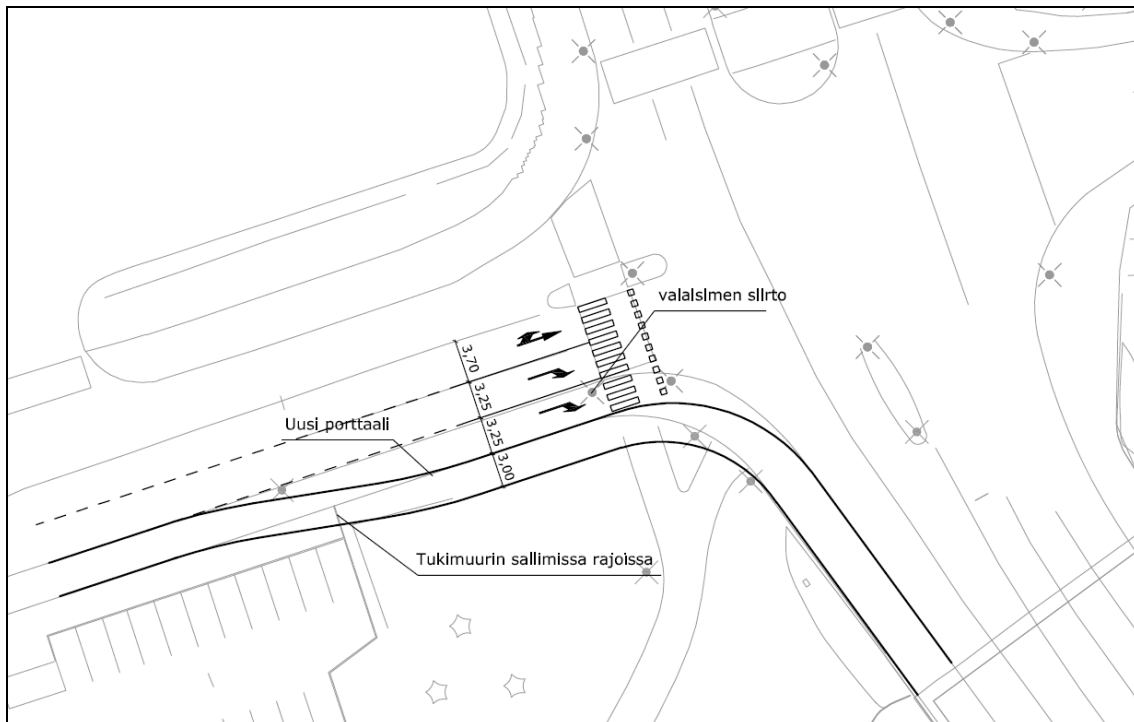 valaisimen siirto
3,70
3,25
Uusi porttaali
3,25
3,00
Tukimuurin sallimissa rajoissa